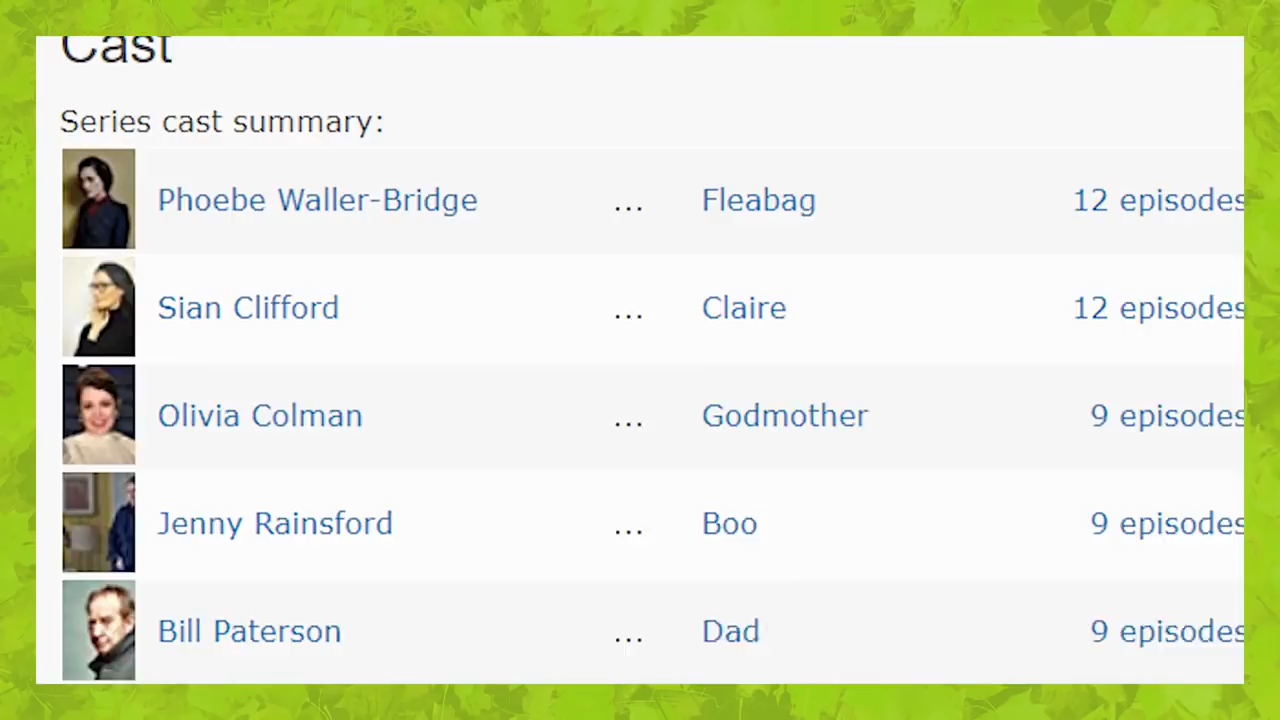 Cast
Series cast summary:
Phoebe Waller-Bridge ... Fleabag 12 episodes
Sian Clifford ... Claire 12 episodes
Olivia Colman ... Godmother 9 episodes
Jenny Rainsford ... Boo 9 episodes
Bill Paterson ... Dad 9 episodes